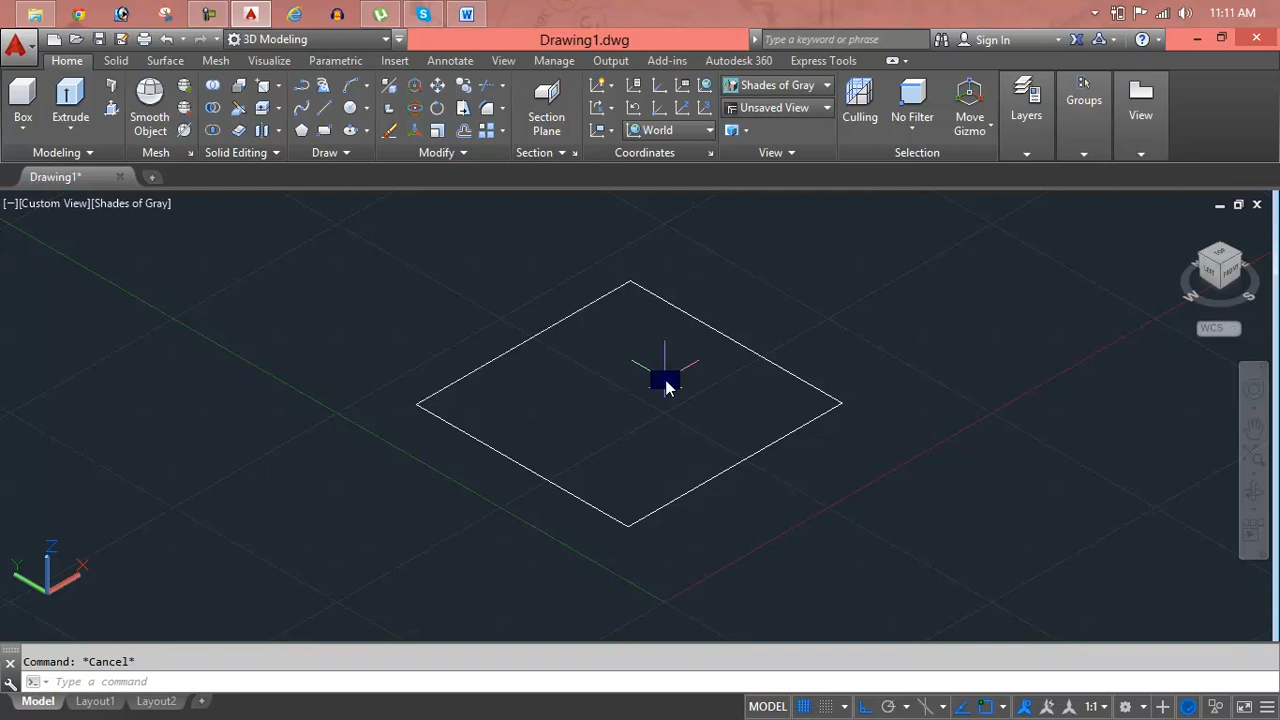 11:11 AM
3D Modeling
Drawing1.dwg
Type a keyword or phrase
Sign In
Home Solid Surface Mesh Visualize Parametric Insert Annotate View Manage Output Add-ins Autodesk 360 Express Tools
Box
Extrude
Smooth
Object
Section
Plane
World
Shades of Gray
Unsaved View
Culling
No Filter
Move
Gizmo
Layers
Groups
View
Modeling
Mesh
Solid Editing
Draw
Modify
Section
Coordinates
View
Selection
Drawing1*
[−][Custom View][Shades of Gray]
TOP
LEFT
FRONT
W
S
WCS
Z
Y
X
Command: *Cancel*
Type a command
Model Layout1 Layout2
MODEL
1:1